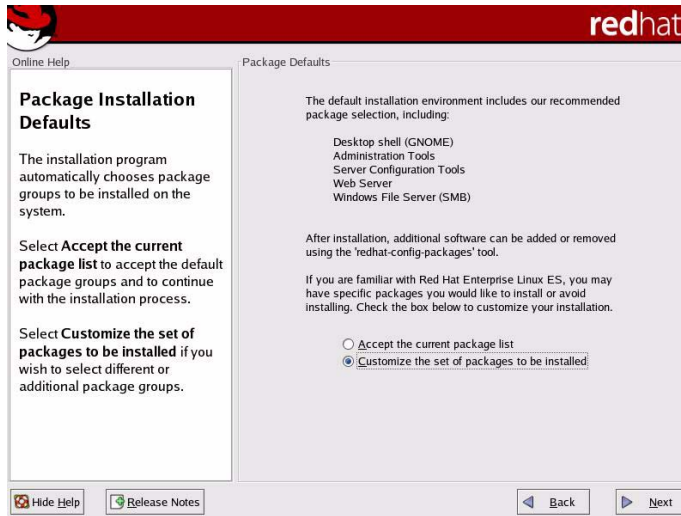 redhat
Online Help
Package Installation
Defaults
The installation program
automatically chooses package
groups to be installed on the
system.
Select Accept the current
package list to accept the default
package groups and to continue
with the installation process.
Select Customize the set of
packages to be installed if you
wish to select different or
additional package groups.
Package Defaults
The default installation environment includes our recommended
package selection, including:
Desktop shell (GNOME)
Administration Tools
Server Configuration Tools
Web Server
Windows File Server (SMB)
After installation, additional software can be added or removed
using the 'redhat-config-packages' tool.
If you are familiar with Red Hat Enterprise Linux ES, you may
have specific packages you would like to install or avoid
installing. Check the box below to customize your installation.
Accept the current package list
Customize the set of packages to be installed
Hide Help
Release Notes
Back
Next